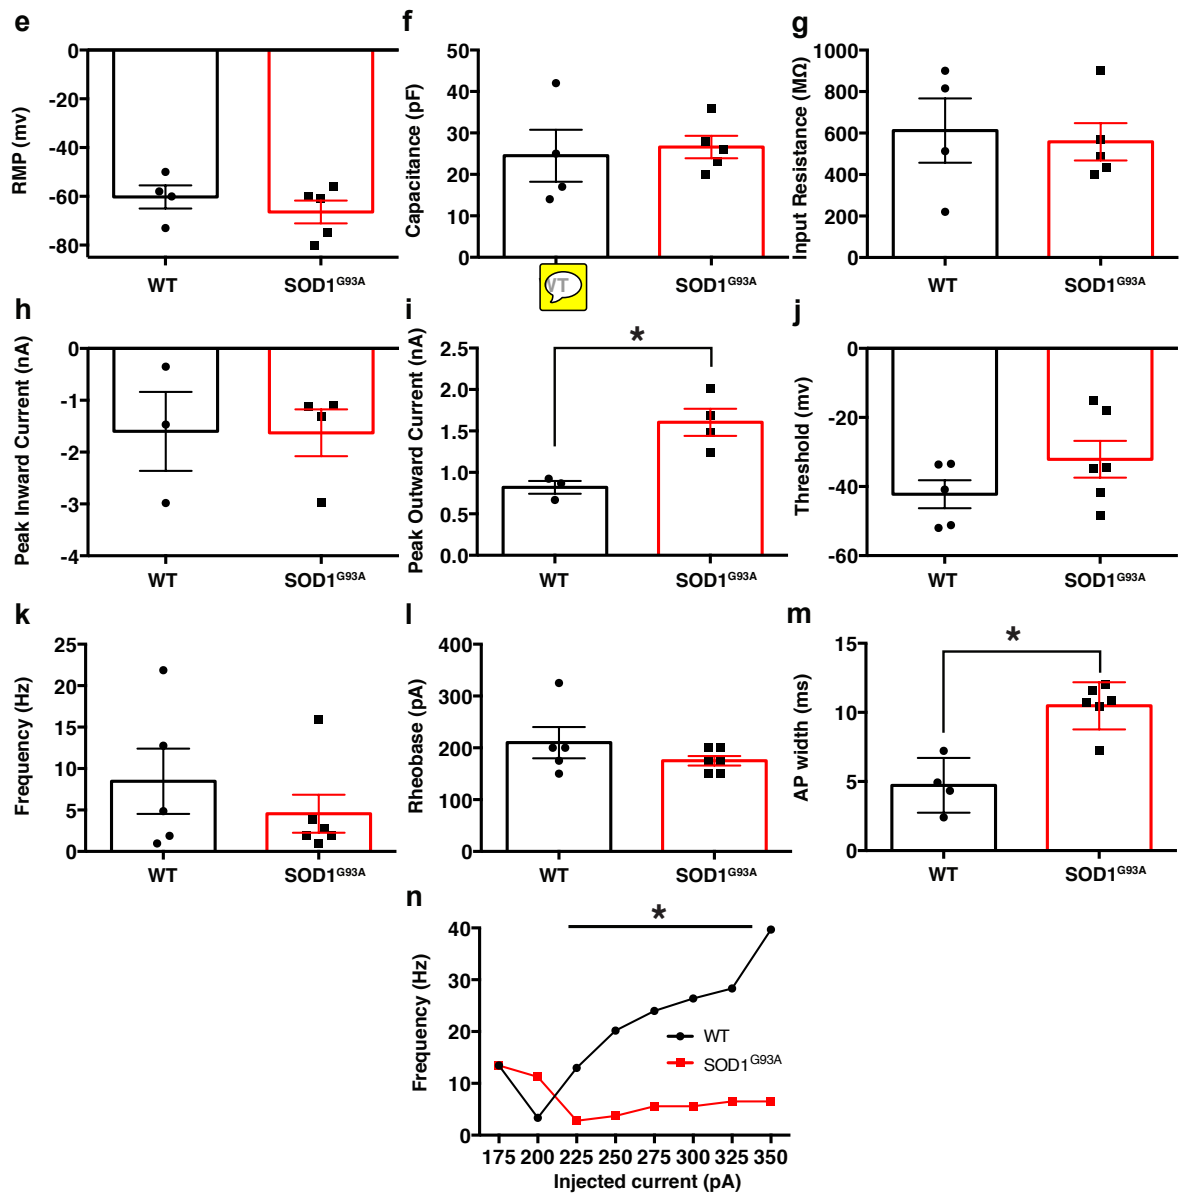 e
RMP (mv)
0
-20
-40
-60
-80
WT
SOD1G93A
f
Capacitance (pF)
50
40
30
20
10
0
WT
SOD1G93A
g
Input Resistance (MΩ)
1000
800
600
400
200
0
WT
SOD1G93A
h
Peak Inward Current (nA)
0
-1
-2
-3
-4
WT
SOD1G93A
i
Peak Outward Current (nA)
2.5
2.0
1.5
1.0
0.5
0.0
*
WT
SOD1G93A
j
Threshold (mv)
0
-20
-40
-60
WT
SOD1G93A
k
Frequency (Hz)
25
20
15
10
5
0
WT
SOD1G93A
l
Rheobase (pA)
400
300
200
100
0
WT
SOD1G93A
m
AP width (ms)
15
10
5
0
*
WT
SOD1G93A
n
Frequency (Hz)
40
30
20
10
0
*
WT
SOD1G93A
175 200 225 250 275 300 325 350
Injected current (pA)